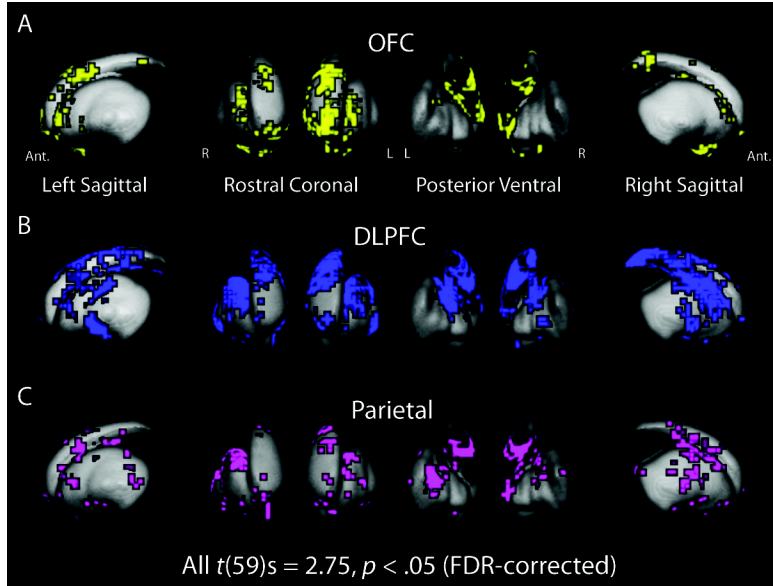 A
OFC
Ant. R L L R Ant.
Left Sagittal Rostral Coronal Posterior Ventral Right Sagittal
B
DLPFC
C
Parietal
All t(59)s = 2.75, p < .05 (FDR-corrected)